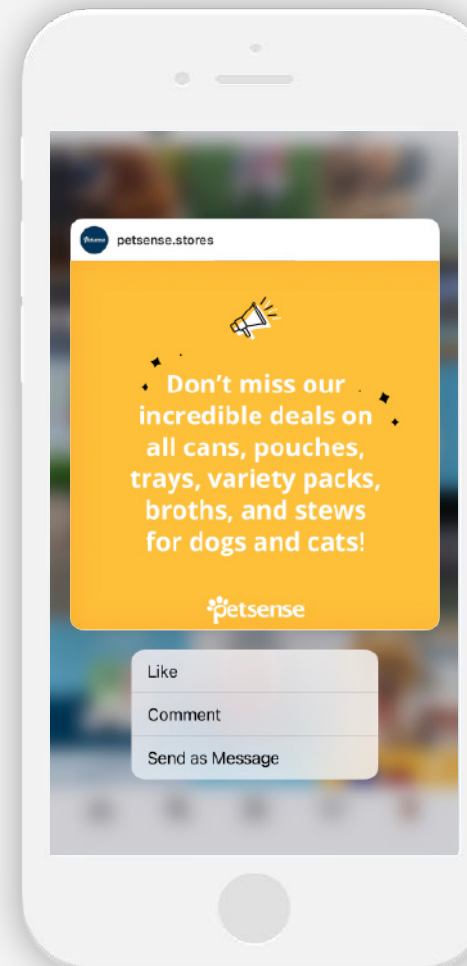 petsense
petsense.stores
Don't miss our
incredible deals on
all cans, pouches,
trays, variety packs,
broths, and stews
for dogs and cats!
petsense
Like
Comment
Send as Message